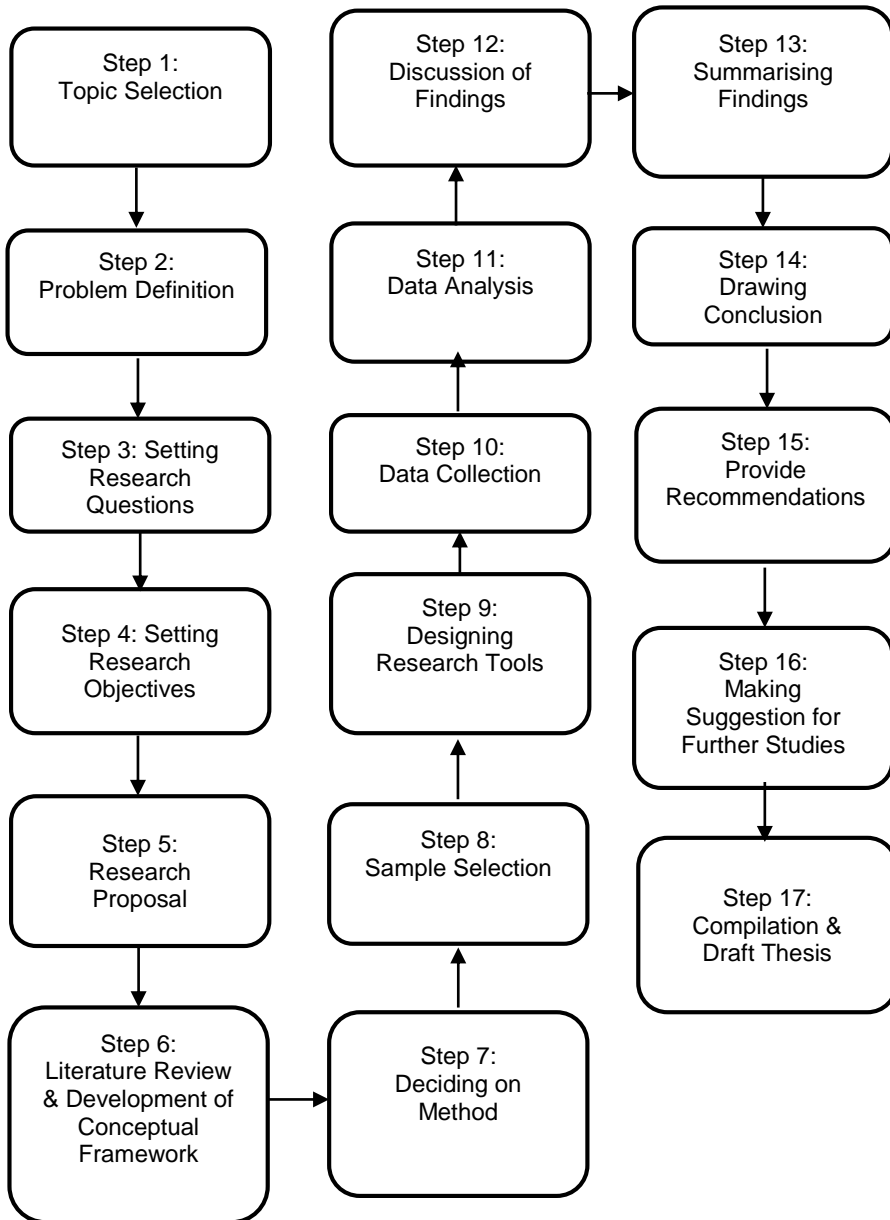 Step 1:
Topic Selection
Step 2:
Problem Definition
Step 3: Setting
Research
Questions
Step 4: Setting
Research
Objectives
Step 5:
Research
Proposal
Step 6:
Literature Review
& Development of
Conceptual
Framework
Step 7:
Deciding on
Method
Step 8:
Sample Selection
Step 9:
Designing
Research Tools
Step 10:
Data Collection
Step 11:
Data Analysis
Step 12:
Discussion of
Findings
Step 13:
Summarising
Findings
Step 14:
Drawing
Conclusion
Step 15:
Provide
Recommendations
Step 16:
Making
Suggestion for
Further Studies
Step 17:
Compilation &
Draft Thesis